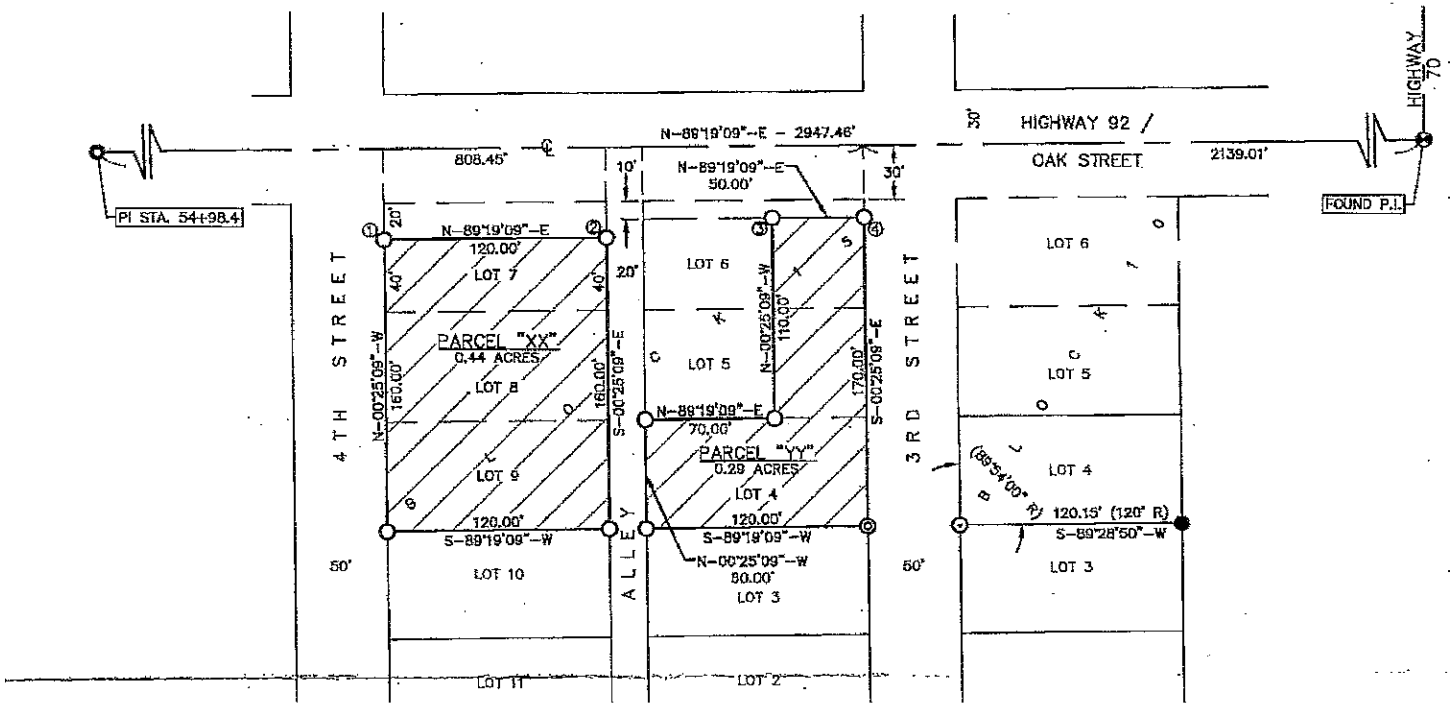 HIGHWAY
70
N-89°19'09"-E - 2947.46'
30'
HIGHWAY 92 /
808.45'
℄
OAK STREET
2139.01'
10'
N-89°19'09"-E
50.00'
30'
PI STA. 54+98.4
FOUND P.I.
20'
1
N-89°19'09"-E
2
3
4
120.00'
LOT 7
40'
40'
20'
LOT 6
LOT 6
4TH STREET
N-00°25'09"-W
160.00'
PARCEL "XX"
0.44 ACRES
LOT 8
160.00'
S-00°25'09"-E
LOT 5
N-00°25'09"-W
110.00'
170.00'
S-00°25'09"-E
3RD STREET
LOT 5
BLOCK 1
N-89°19'09"-E
70.00'
PARCEL "YY"
0.29 ACRES
LOT 9
LOT 4
LOT 4
(89°54'00" R)
120.00'
S-89°19'09"-W
120.00'
S-89°19'09"-W
120.15' (120' R)
S-89°28'50"-W
ALLEY
N-00°25'09"-W
50'
LOT 10
LOT 3
50'
LOT 3
LOT 11
LOT 2